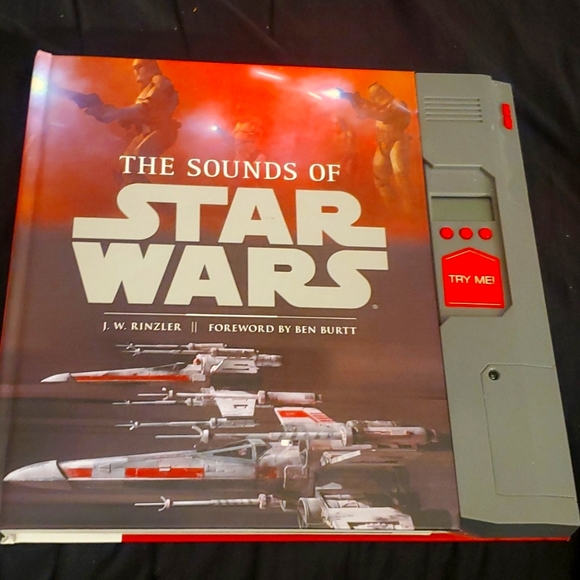 THE SOUNDS OF
STAR
WARS
J. W. RINZLER || FOREWORD BY BEN BURTT
TRY ME!